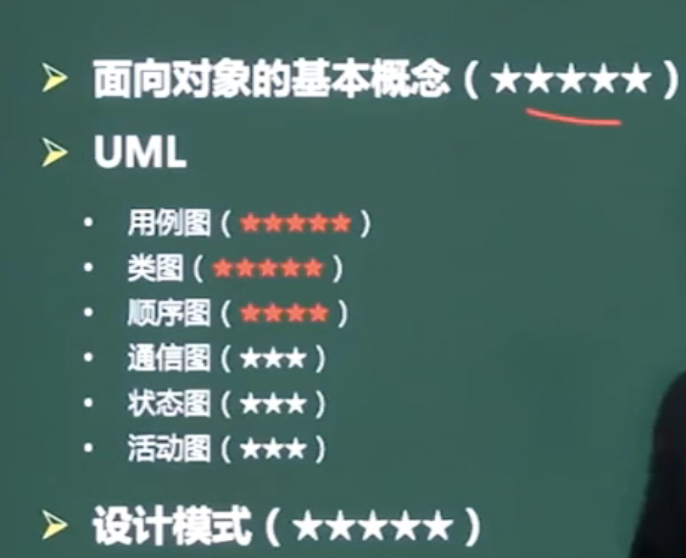 ➢ 面向对象的基本概念（★★★★★）
➢ UML
• 用例图（★★★★★）
• 类图（★★★★★）
• 顺序图（★★★★）
• 通信图（★★★）
• 状态图（★★★）
• 活动图（★★★）
➢ 设计模式（★★★★★）